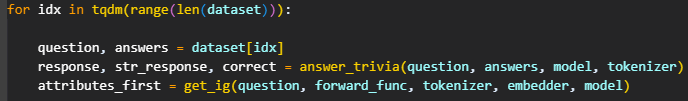 for idx in tqdm(range(len(dataset))):
question, answers = dataset[idx]
response, str_response, correct = answer_trivia(question, answers, model, tokenizer)
attributes_first = get_ig(question, forward_func, tokenizer, embedder, model)